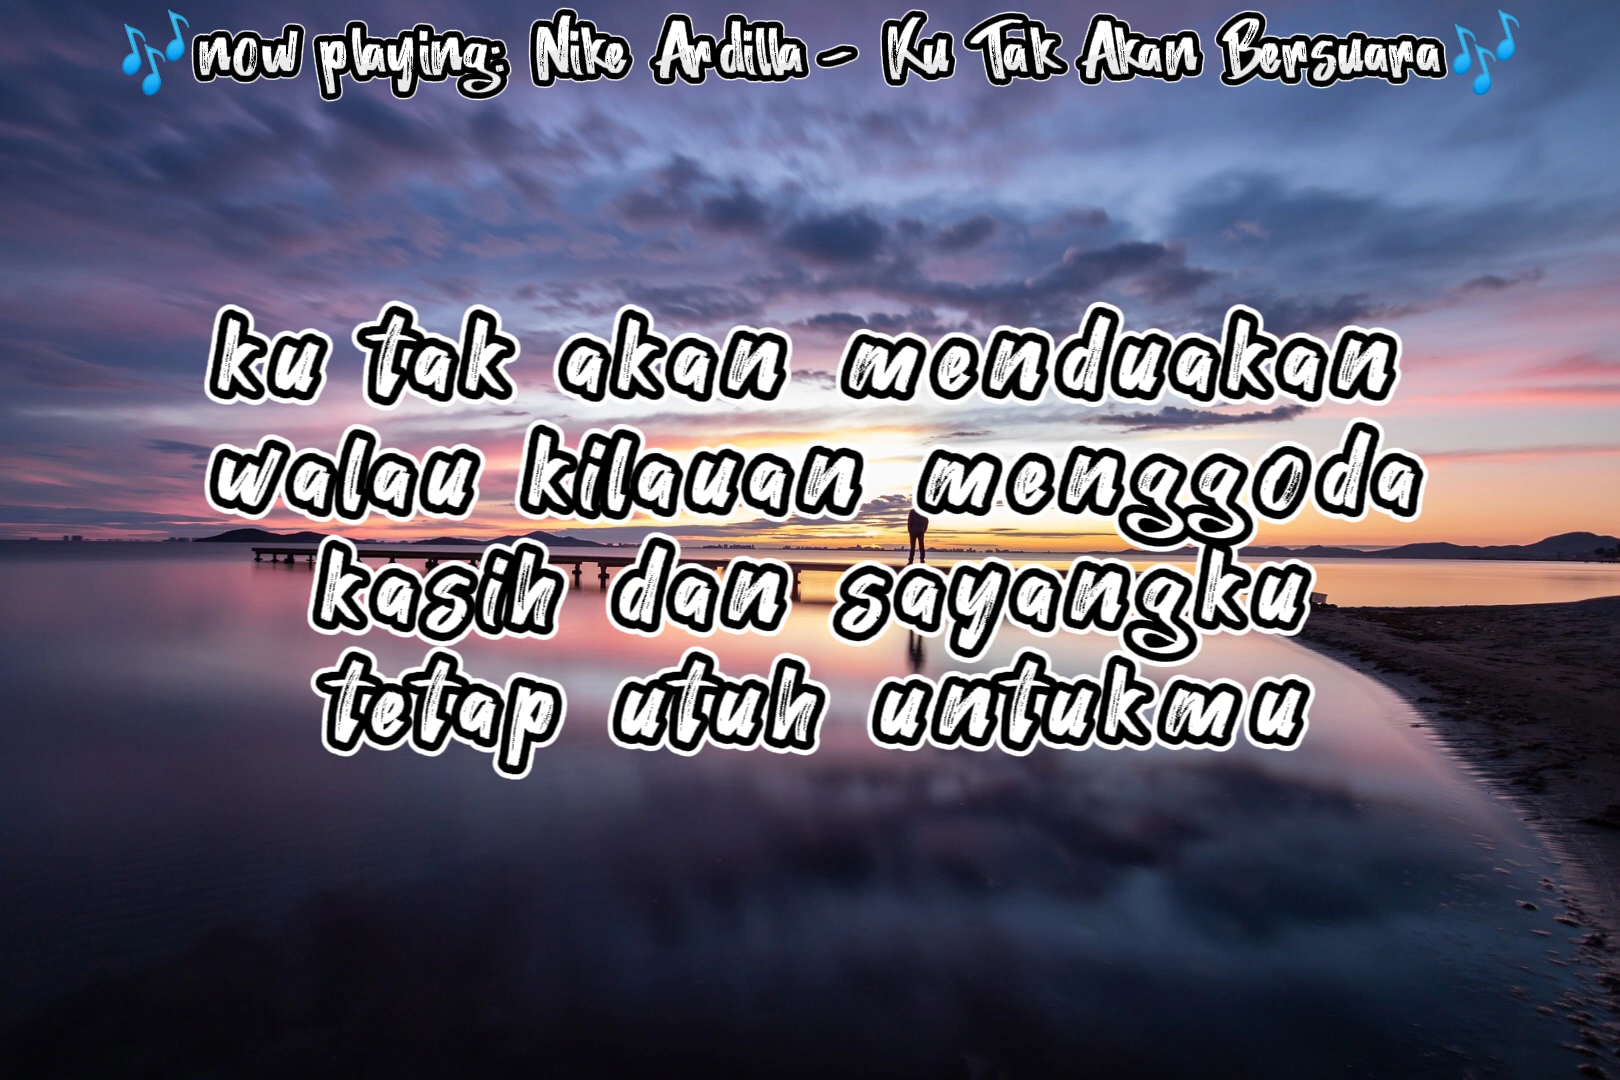 🎶now playing: Nike Ardilla - Ku Tak Akan Bersuara🎶
ku tak akan menduakan
walau kilauan menggoda
kasih dan sayangku
tetap utuh untukmu